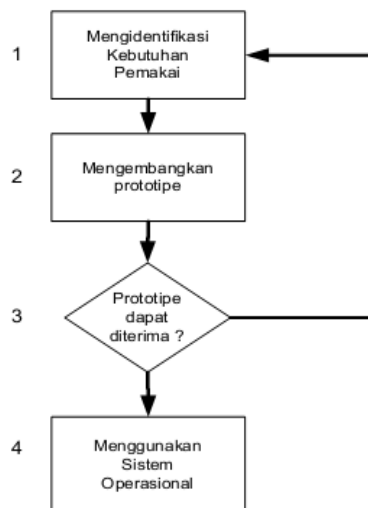 1
Mengidentifikasi
Kebutuhan
Pemakai
2
Mengembangkan
prototipe
3
Prototipe
dapat
diterima ?
4
Menggunakan
Sistem
Operasional